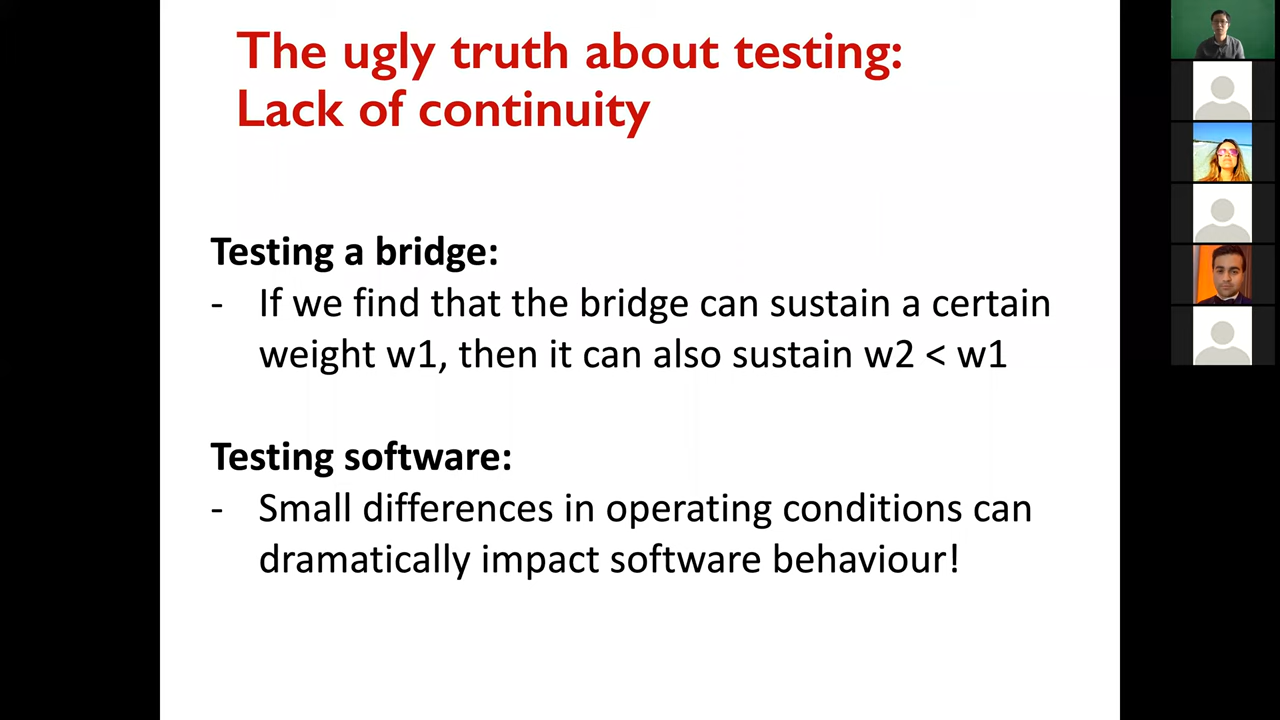 The ugly truth about testing:
Lack of continuity
Testing a bridge:
- If we find that the bridge can sustain a certain
weight w1, then it can also sustain w2 < w1
Testing software:
- Small differences in operating conditions can
dramatically impact software behaviour!